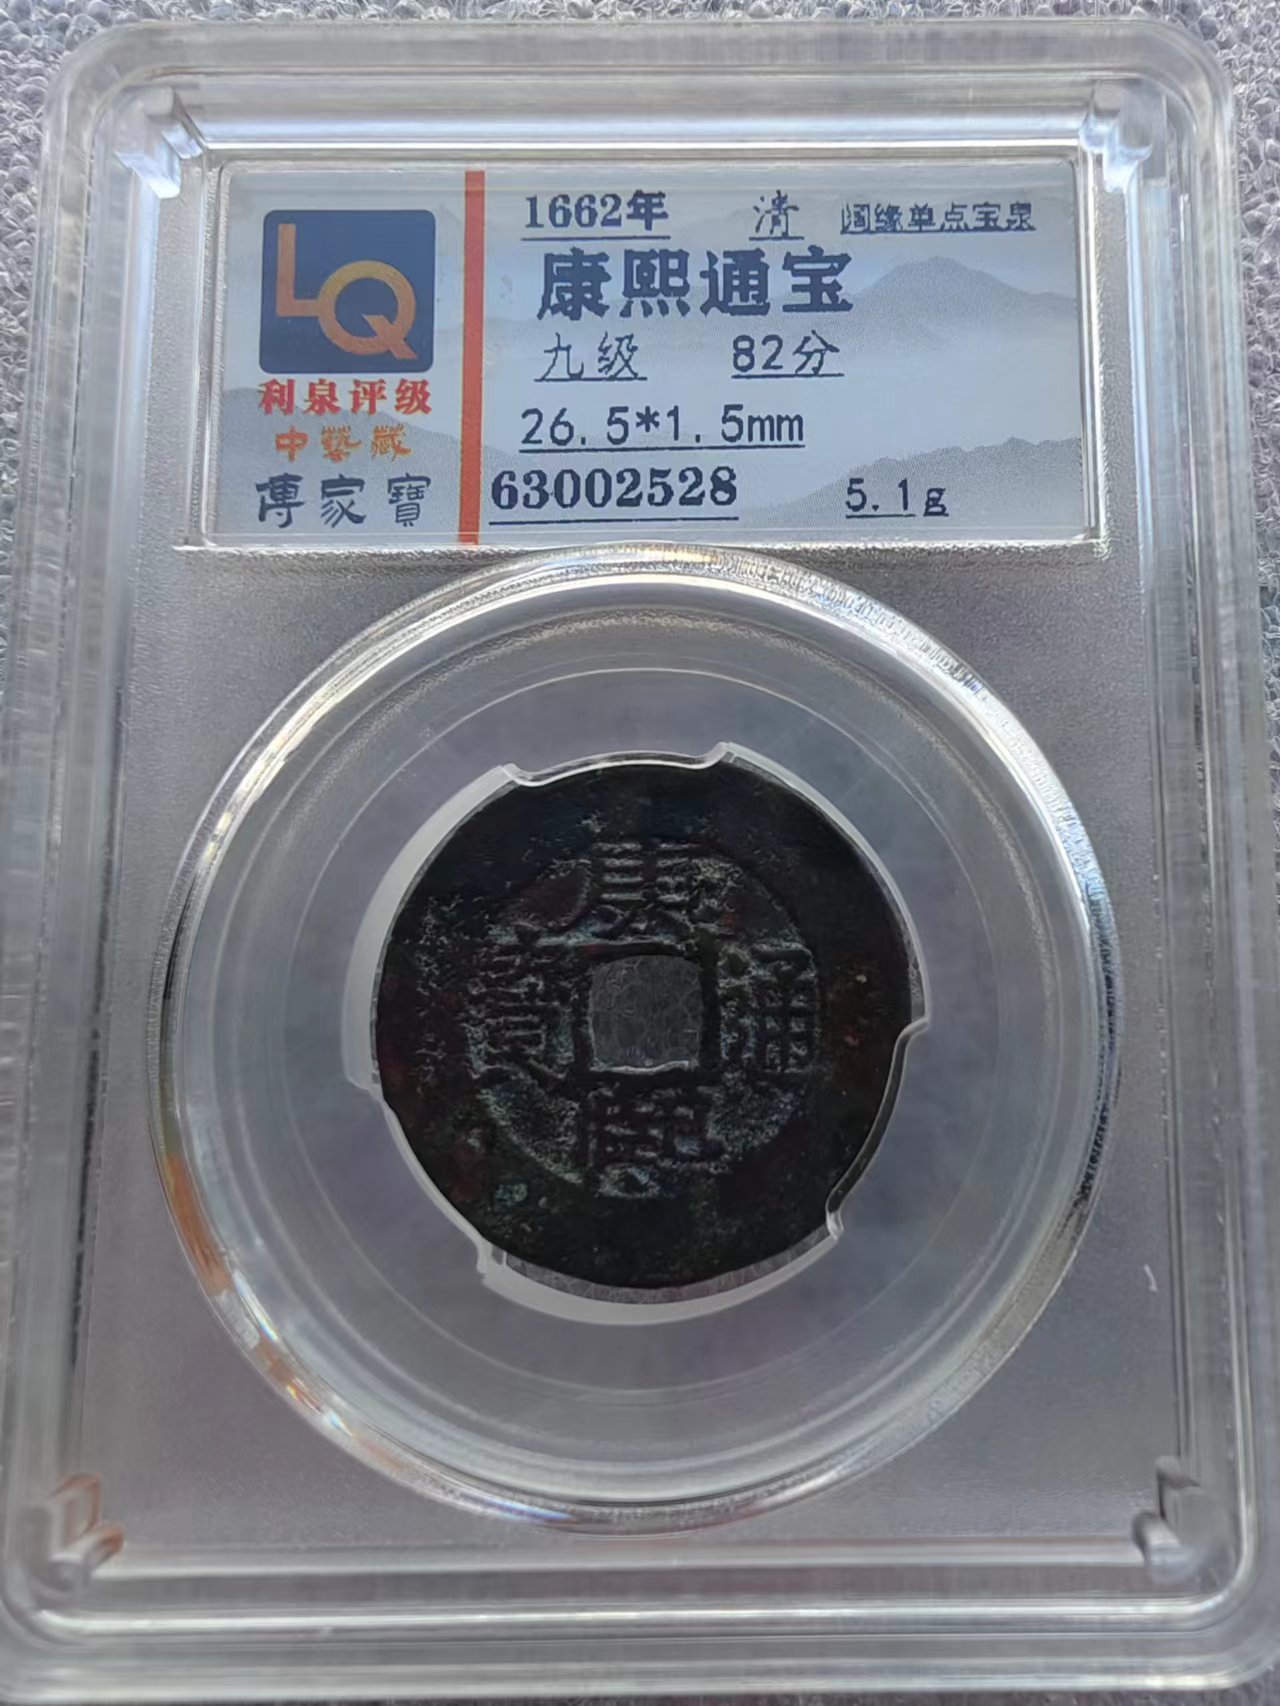 LQ
利泉评级
中藝藏
傳家寶
1662年 清 阔缘单点宝泉
康熙通宝
九级 82分
26.5*1.5mm
63002528 5.1g
康熙通寶